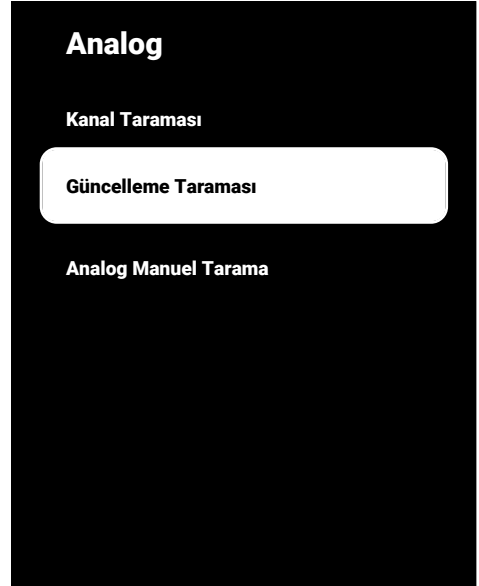 Analog
Kanal Taraması
Güncelleme Taraması
Analog Manuel Tarama